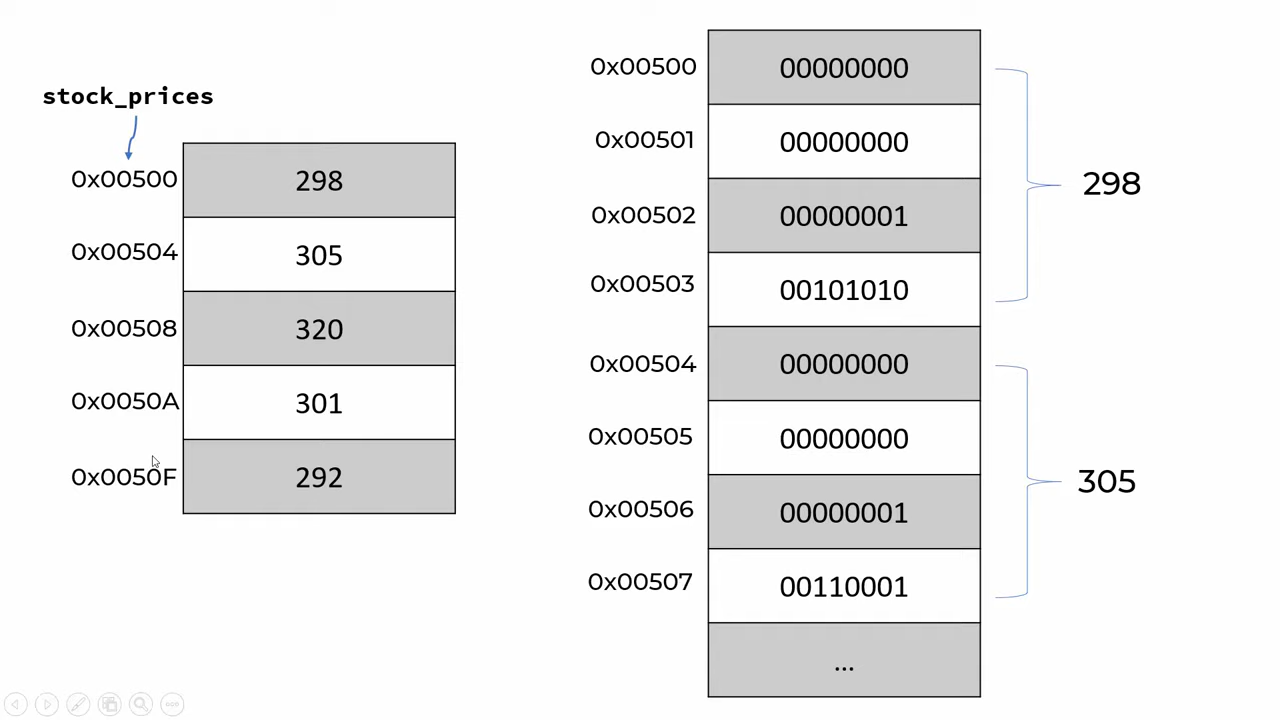 stock_prices
0x00500 298
0x00504 305
0x00508 320
0x0050A 301
0x0050F 292
0x00500 00000000
0x00501 00000000
0x00502 00000001
0x00503 00101010
298
0x00504 00000000
0x00505 00000000
0x00506 00000001
0x00507 00110001
305
...